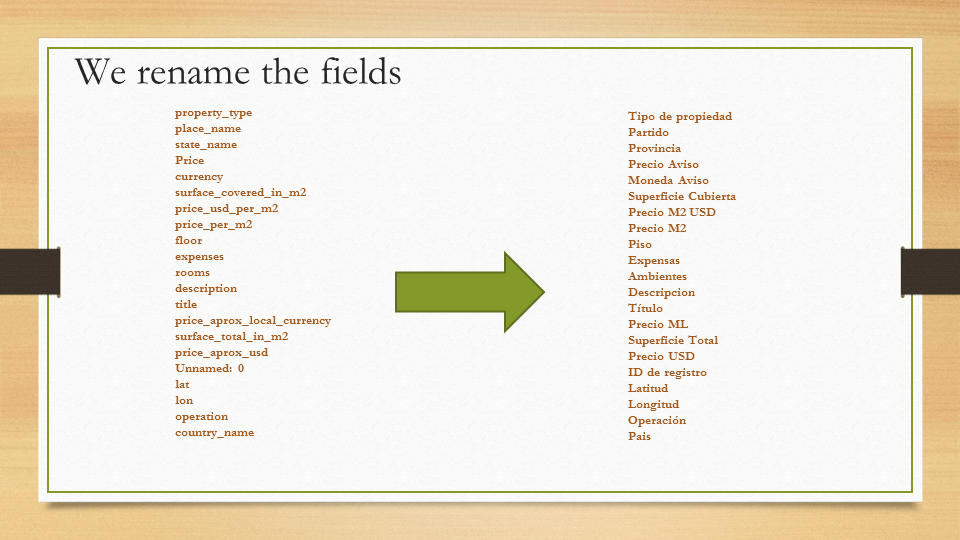 We rename the fields
property_type
place_name
state_name
Price
currency
surface_covered_in_m2
price_usd_per_m2
price_per_m2
floor
expenses
rooms
description
title
price_aprox_local_currency
surface_total_in_m2
price_aprox_usd
Unnamed: 0
lat
lon
operation
country_name
Tipo de propiedad
Partido
Provincia
Precio Aviso
Moneda Aviso
Superficie Cubierta
Precio M2 USD
Precio M2
Piso
Expensas
Ambientes
Descripcion
Título
Precio ML
Superficie Total
Precio USD
ID de registro
Latitud
Longitud
Operación
Pais